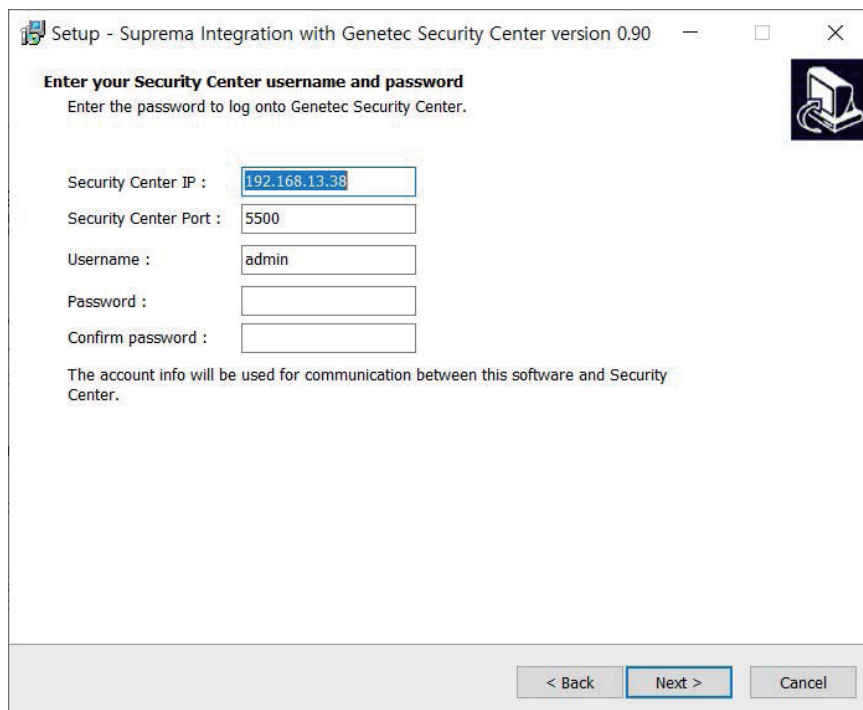 Setup - Suprema Integration with Genetec Security Center version 0.90
Enter your Security Center username and password
Enter the password to log onto Genetec Security Center.
Security Center IP : 192.168.13.38
Security Center Port : 5500
Username : admin
Password :
Confirm password :
The account info will be used for communication between this software and Security
Center.
< Back Next > Cancel